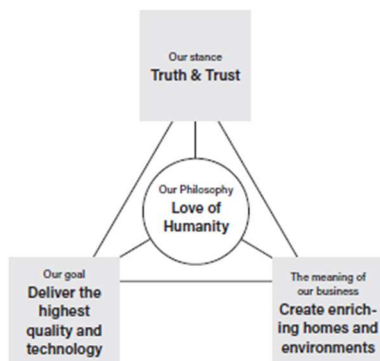 Our stance
Truth & Trust
Our Philosophy
Love of
Humanity
Our goal
Deliver the
highest
quality and
technology
The meaning of
our business
Create enrich-
ing homes and
environments